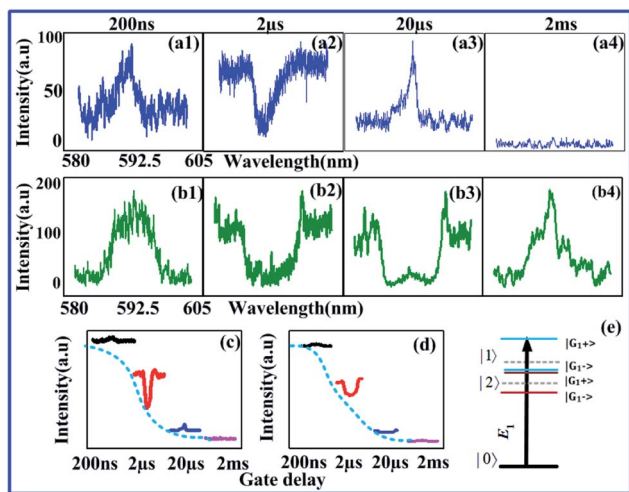 200ns 2μs 20μs 2ms
Intensity(a.u)
100
50
0
(a1) (a2) (a3) (a4)
580 592.5 605 Wavelength(nm)
Intensity(a.u)
200
100
0
(b1) (b2) (b3) (b4)
580 592.5 605 Wavelength(nm)
Intensity(a.u)
(c)
200ns 2μs 20μs 2ms
Intensity(a.u)
(d)
200ns 2μs 20μs 2ms
Gate delay
(e)
|G₁+>
|1⟩
|G₁->
|2⟩ |G₁+>
|G₁->
E₁
|0⟩